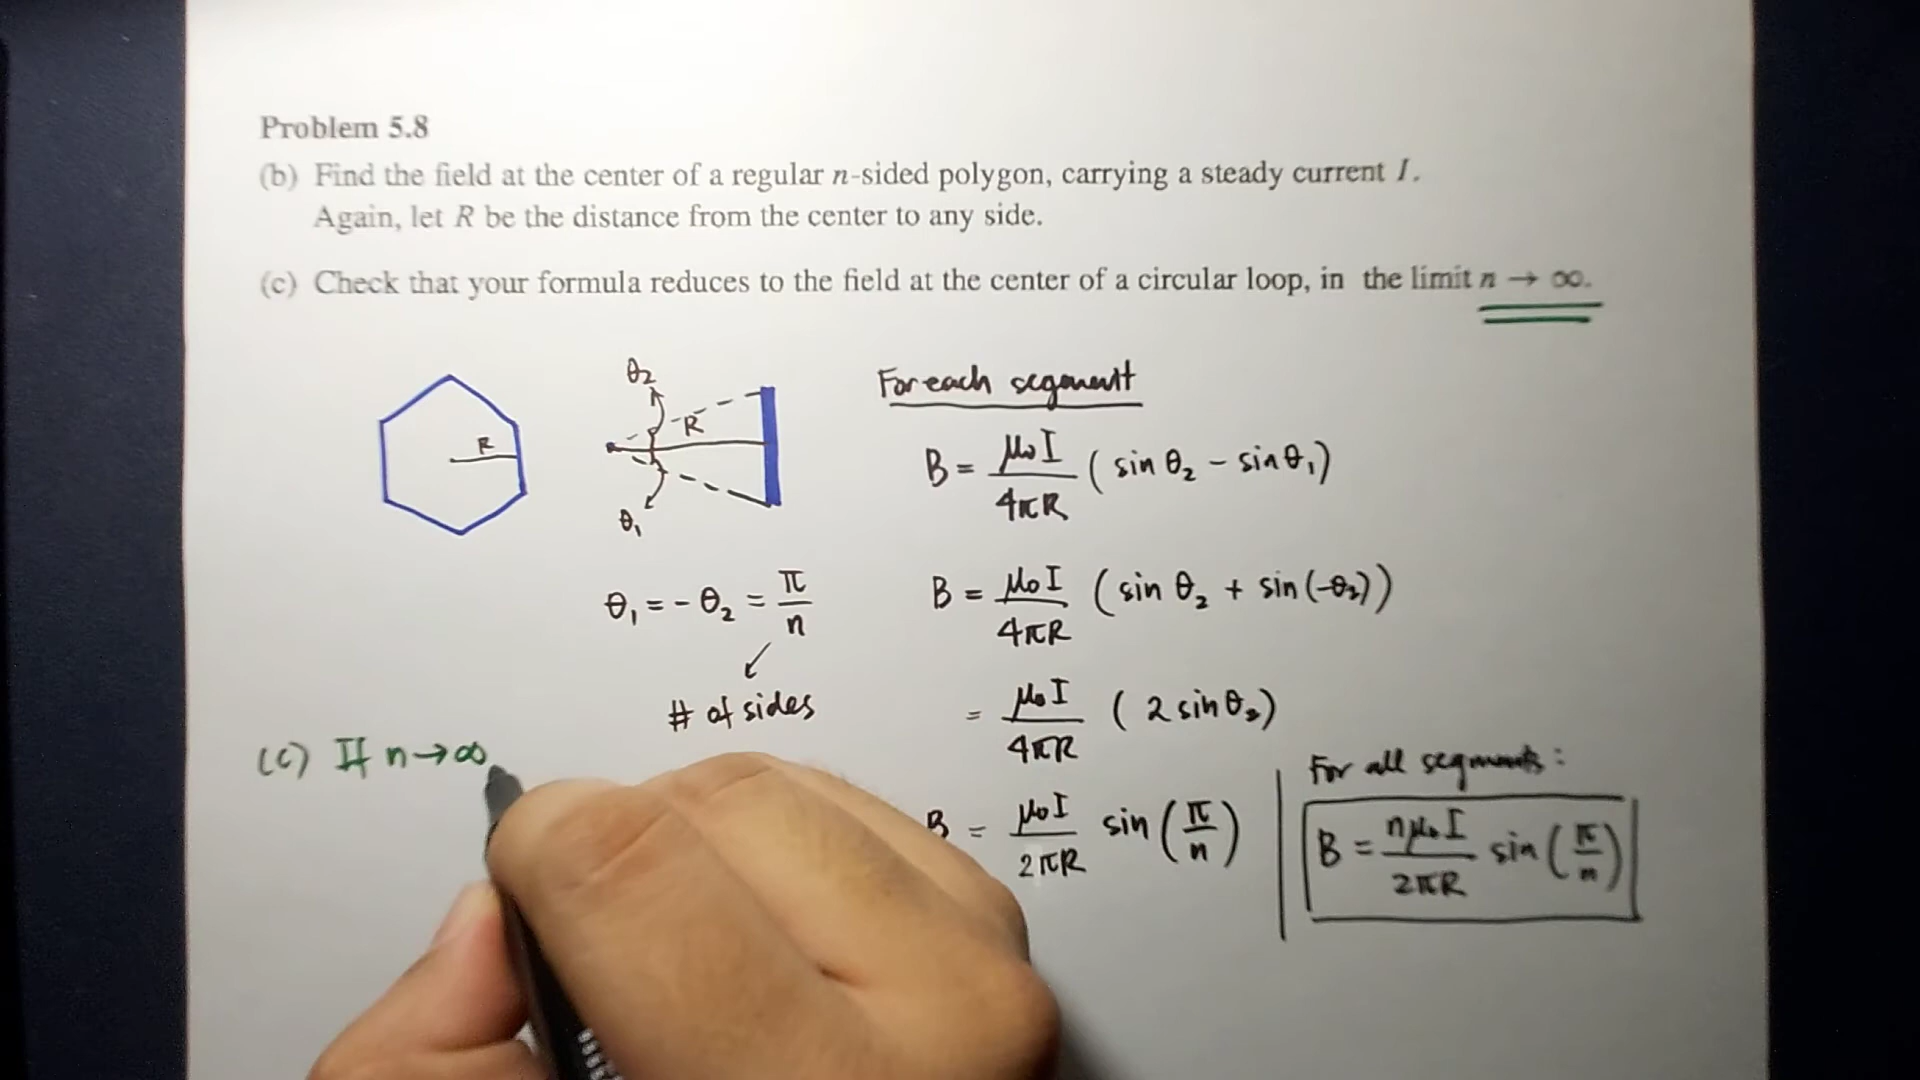 Problem 5.8
(b) Find the field at the center of a regular n-sided polygon, carrying a steady current I.
Again, let R be the distance from the center to any side.
(c) Check that your formula reduces to the field at the center of a circular loop, in the limit n → ∞.
R
θ₂
R
θ₁
θ₁ = - θ₂ = π/n
# of sides
For each segment
B = μ₀I/4πR ( sin θ₂ - sin θ₁)
B = μ₀I/4πR (sin θ₂ + sin (-θ₂))
= μ₀I/4πR ( 2 sin θ₂)
B = μ₀I/2πR sin (π/n)
For all segments:
B = nμ₀I/2πR sin (π/n)
(c) If n→∞